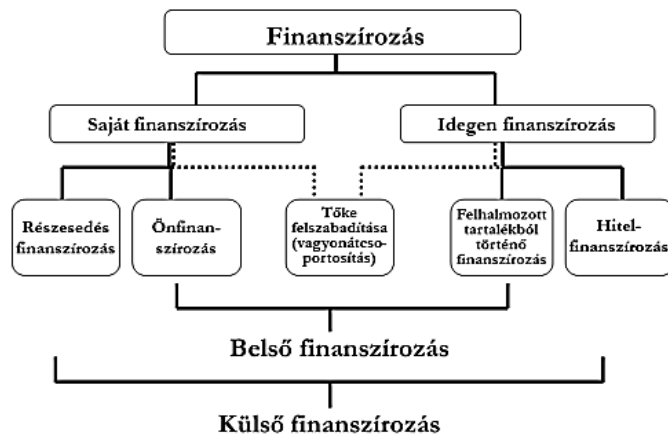 Finanszírozás
Saját finanszírozás
Idegen finanszírozás
Részesedés
finanszírozás
Önfinan-
szírozás
Tőke
felszabadítása
(vagyonátcso-
portosítás)
Felhalmozott
tartalékból
történő
finanszírozás
Hitel-
finanszírozás
Belső finanszírozás
Külső finanszírozás